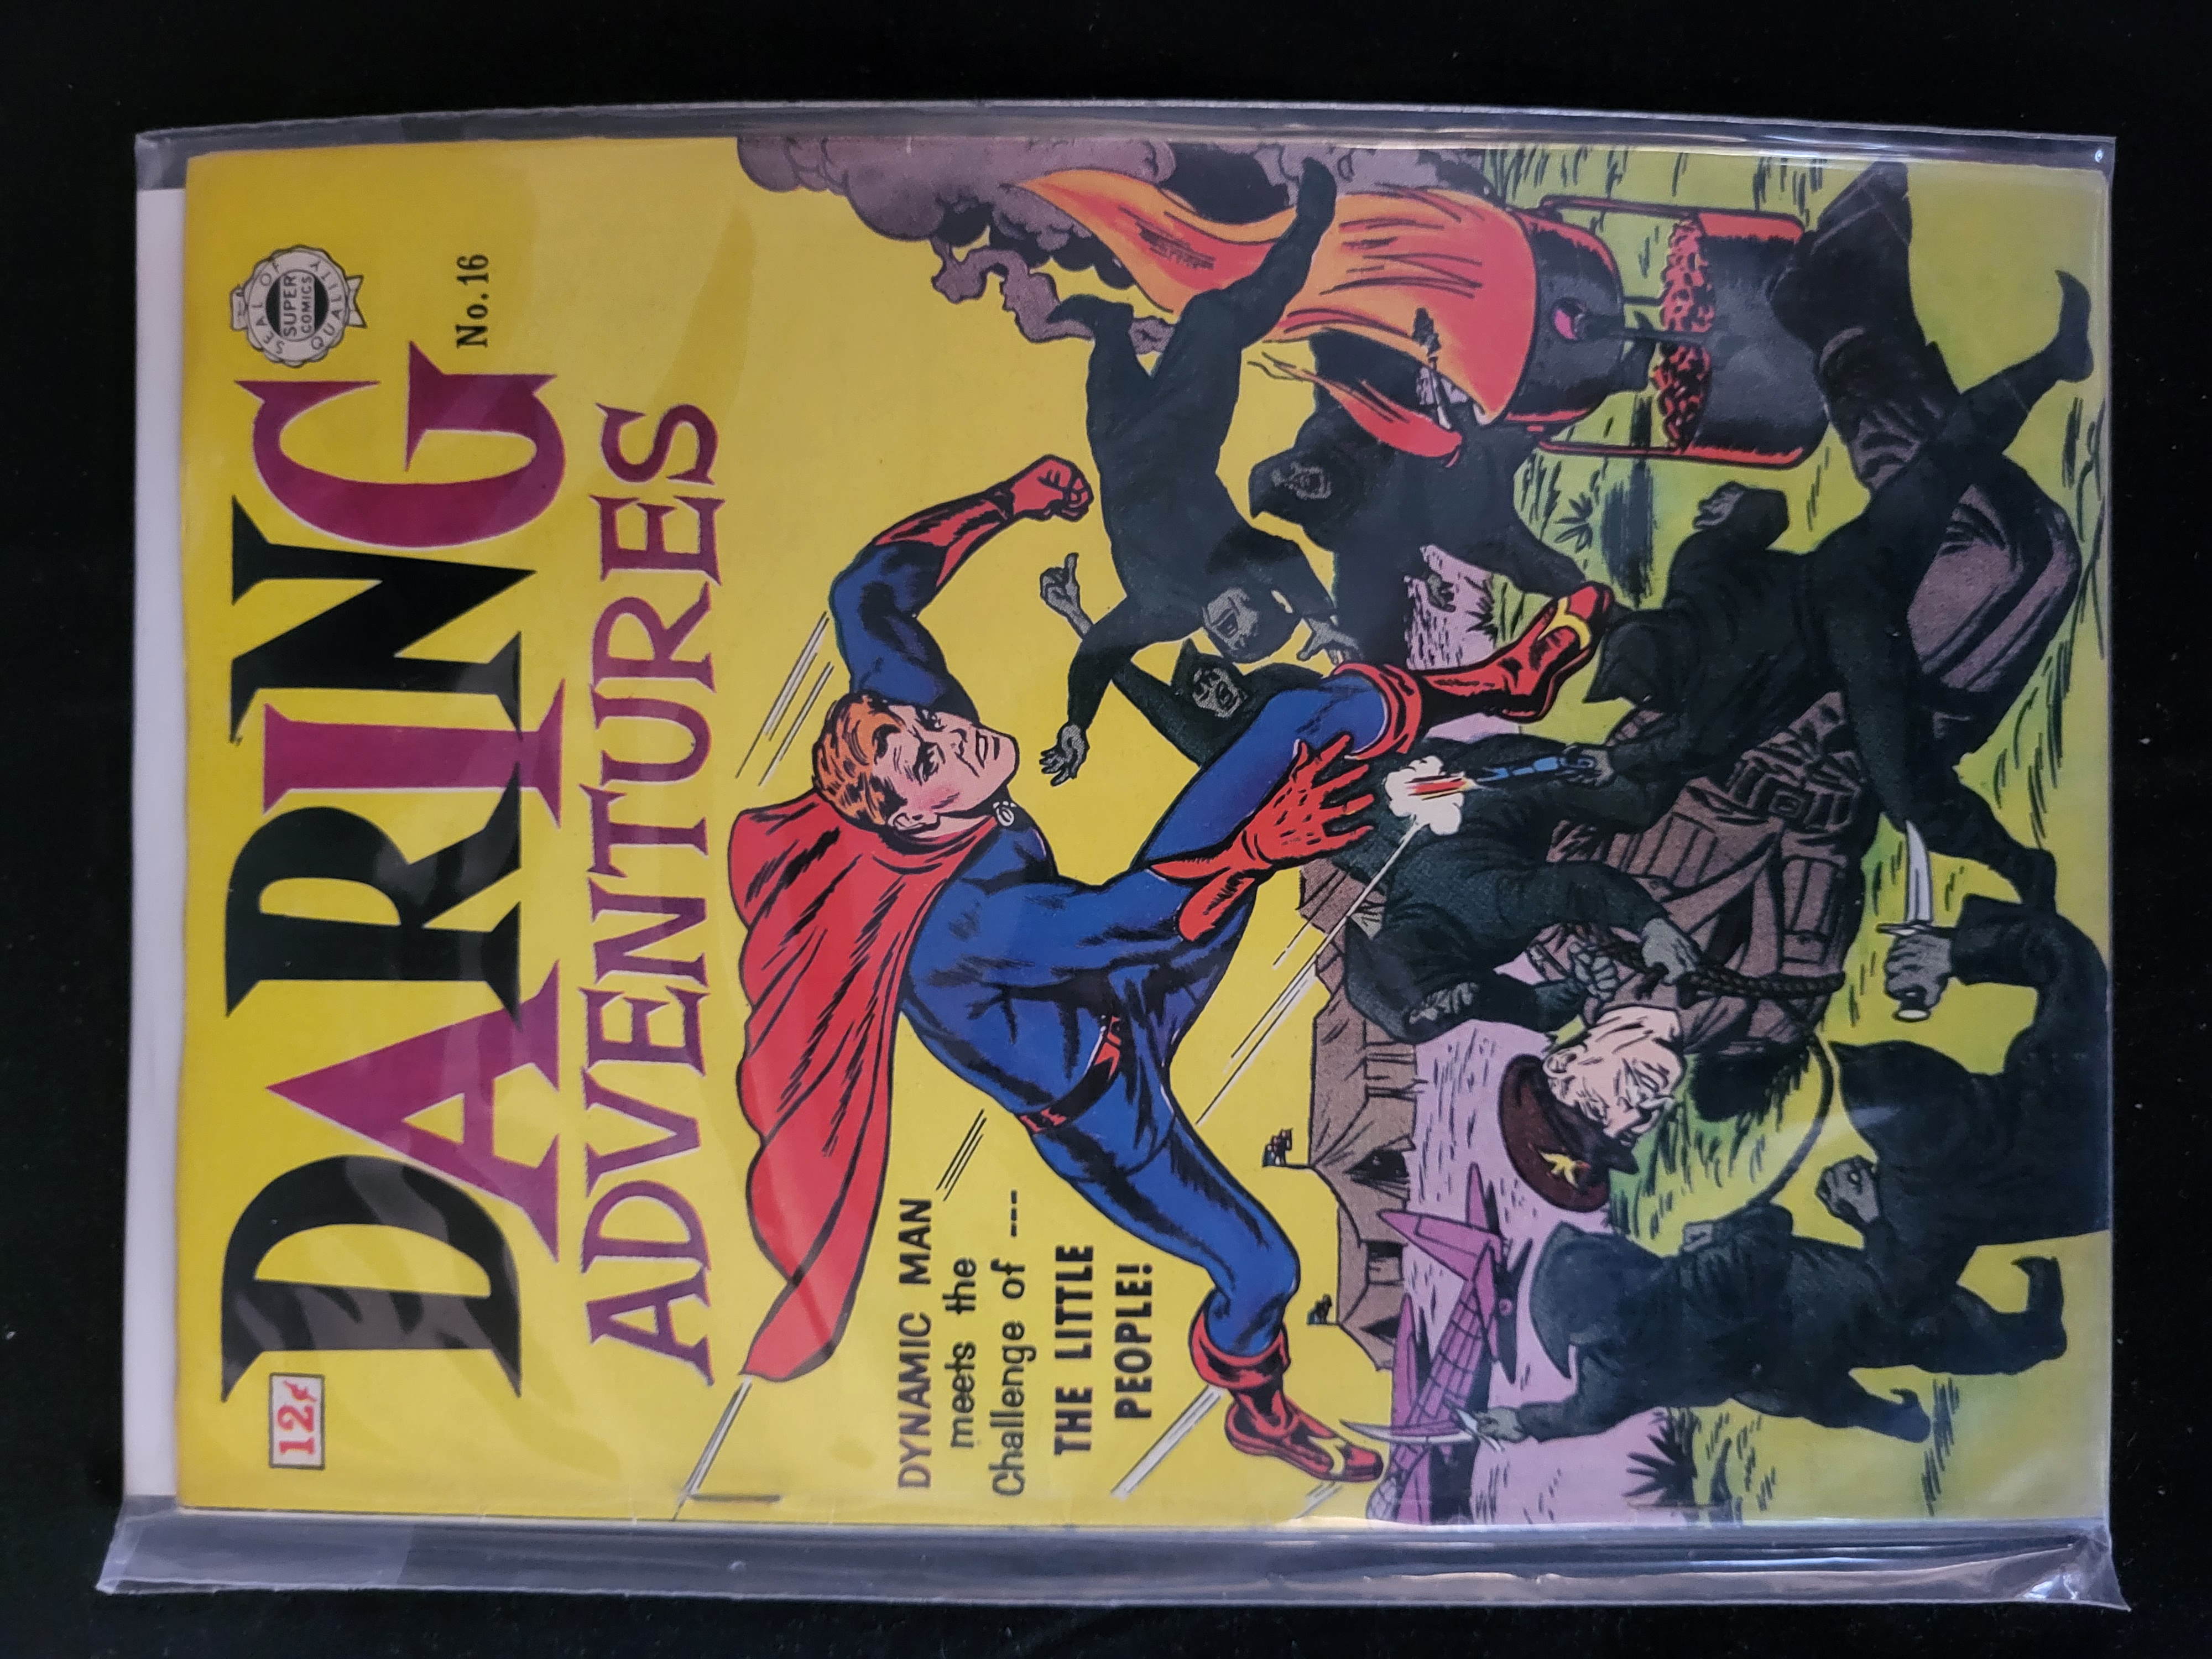 12¢
DARING
ADVENTURES
SEAL OF QUALITY
SUPER
COMICS
No. 16
DYNAMIC MAN
meets the
Challenge of ---
THE LITTLE
PEOPLE!